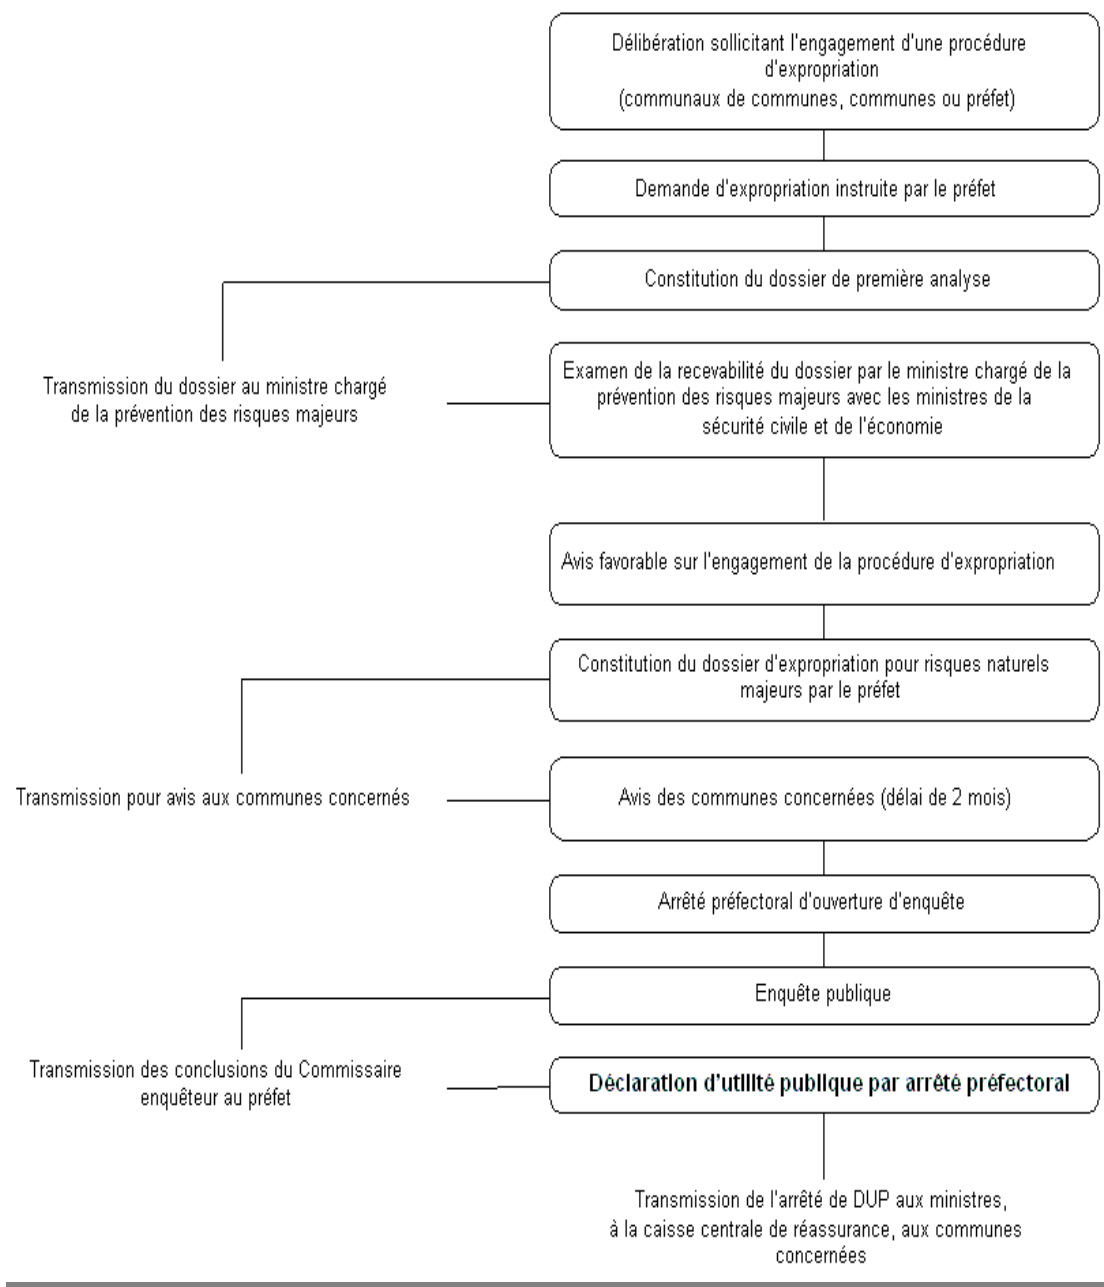 Délibération sollicitant l'engagement d'une procédure
d'expropriation
(communaux de communes, communes ou préfet)
Demande d'expropriation instruite par le préfet
Constitution du dossier de première analyse
Transmission du dossier au ministre chargé
de la prévention des risques majeurs
Examen de la recevabilité du dossier par le ministre chargé de la
prévention des risques majeurs avec les ministres de la
sécurité civile et de l'économie
Avis favorable sur l'engagement de la procédure d'expropriation
Constitution du dossier d'expropriation pour risques naturels
majeurs par le préfet
Transmission pour avis aux communes concernés
Avis des communes concernées (délai de 2 mois)
Arrêté préfectoral d'ouverture d'enquête
Enquête publique
Transmission des conclusions du Commissaire
enquêteur au préfet
Déclaration d'utilité publique par arrêté préfectoral
Transmission de l'arrêté de DUP aux ministres,
à la caisse centrale de réassurance, aux communes
concernées